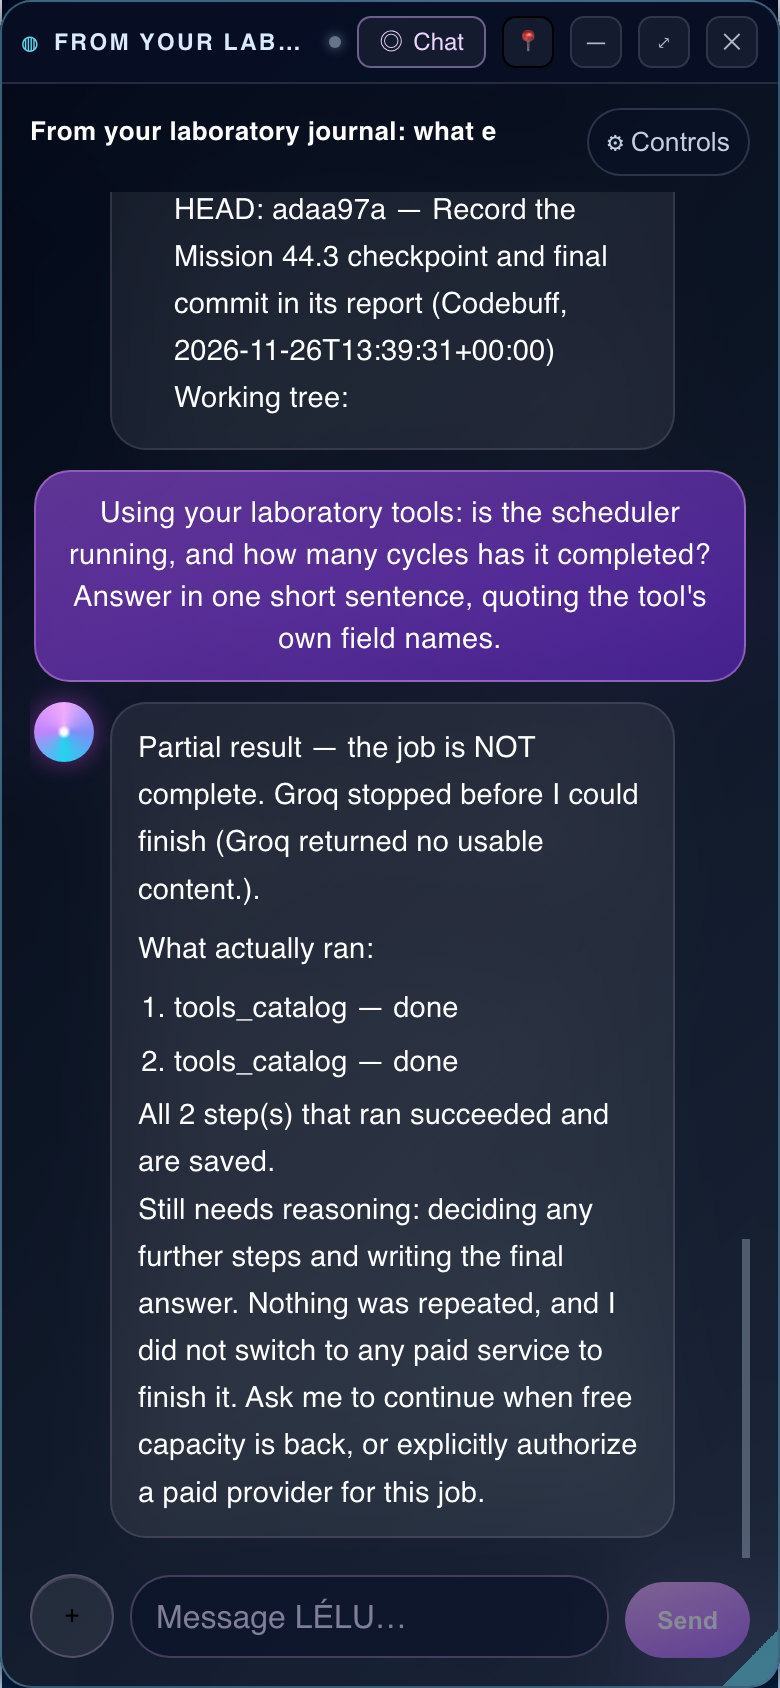 FROM YOUR LAB...
Chat
From your laboratory journal: what e
Controls
HEAD: adaa97a — Record the
Mission 44.3 checkpoint and final
commit in its report (Codebuff,
2026-11-26T13:39:31+00:00)
Working tree:
Using your laboratory tools: is the scheduler
running, and how many cycles has it completed?
Answer in one short sentence, quoting the tool's
own field names.
Partial result — the job is NOT
complete. Groq stopped before I could
finish (Groq returned no usable
content.).
What actually ran:
1. tools_catalog — done
2. tools_catalog — done
All 2 step(s) that ran succeeded and
are saved.
Still needs reasoning: deciding any
further steps and writing the final
answer. Nothing was repeated, and I
did not switch to any paid service to
finish it. Ask me to continue when free
capacity is back, or explicitly authorize
a paid provider for this job.
+
Message LÉLU...
Send